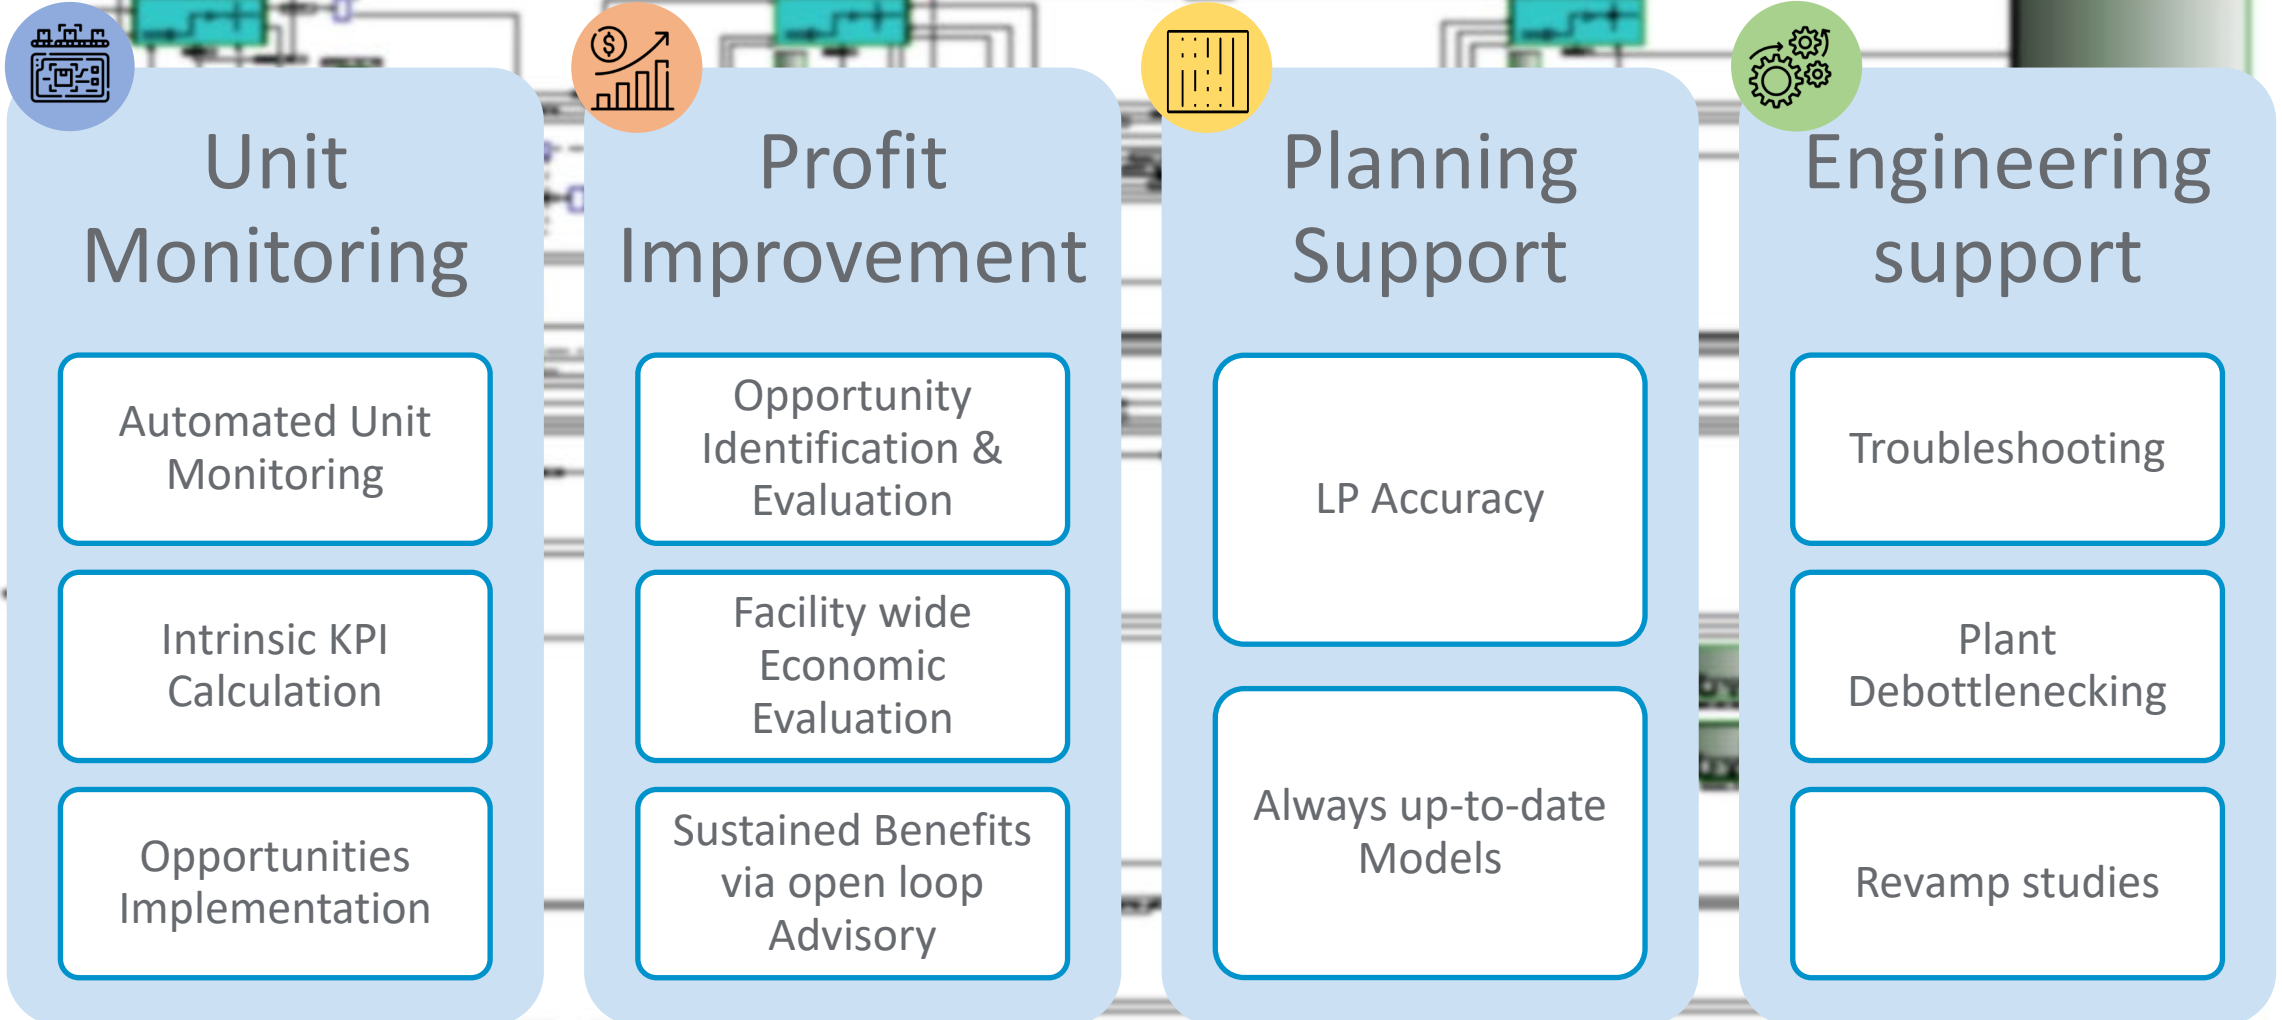 Unit
Monitoring
Automated Unit
Monitoring
Intrinsic KPI
Calculation
Opportunities
Implementation
Profit
Improvement
Opportunity
Identification &
Evaluation
Facility wide
Economic
Evaluation
Sustained Benefits
via open loop
Advisory
Planning
Support
LP Accuracy
Always up-to-date
Models
Engineering
support
Troubleshooting
Plant
Debottlenecking
Revamp studies